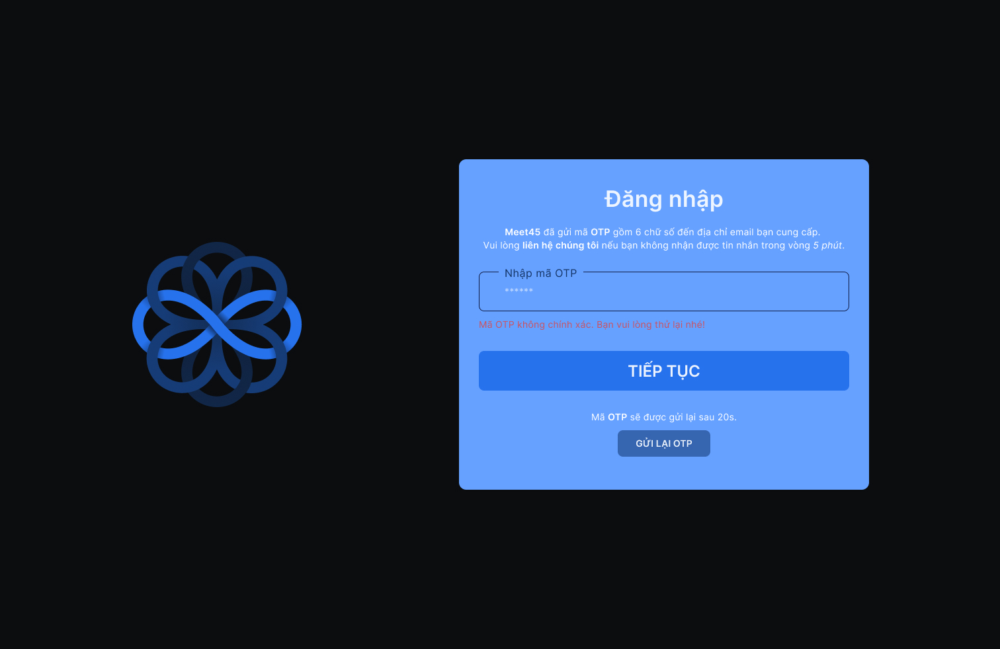 Đăng nhập
Meet45 đã gửi mã OTP gồm 6 chữ số đến địa chỉ email bạn cung cấp.
Vui lòng liên hệ chúng tôi nếu bạn không nhận được tin nhắn trong vòng 5 phút.
Nhập mã OTP
******
Mã OTP không chính xác. Bạn vui lòng thử lại nhé!
TIẾP TỤC
Mã OTP sẽ được gửi lại sau 20s.
GỬI LẠI OTP